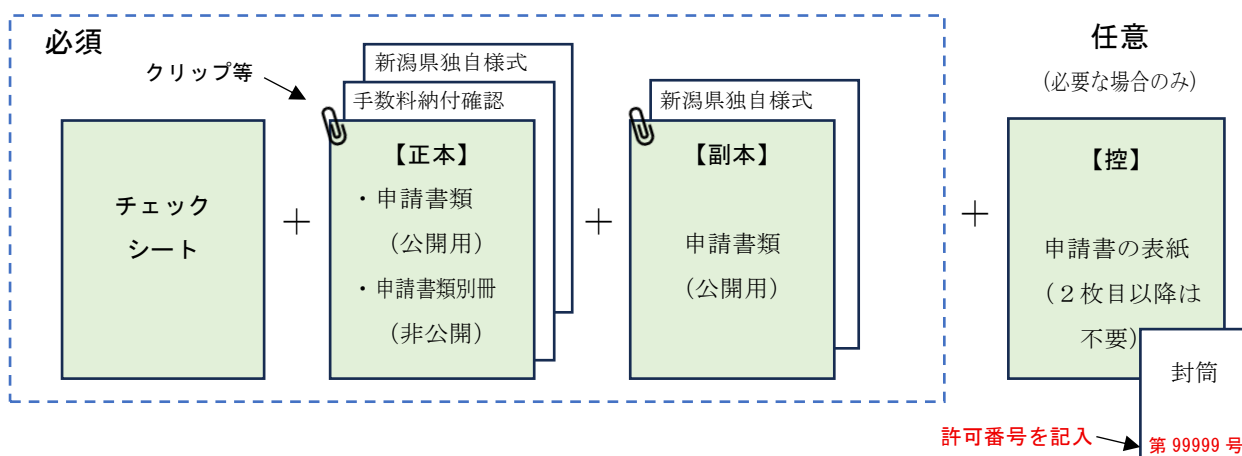 必須
クリップ等
新潟県独自様式
手数料納付確認
【正本】
・申請書類
（公開用）
・申請書類別冊
（非公開）
チェック
シート
＋
＋
新潟県独自様式
【副本】
申請書類
（公開用）
＋
任意
（必要な場合のみ）
【控】
申請書の表紙
（２枚目以降は
不要）
封筒
許可番号を記入
第 99999 号